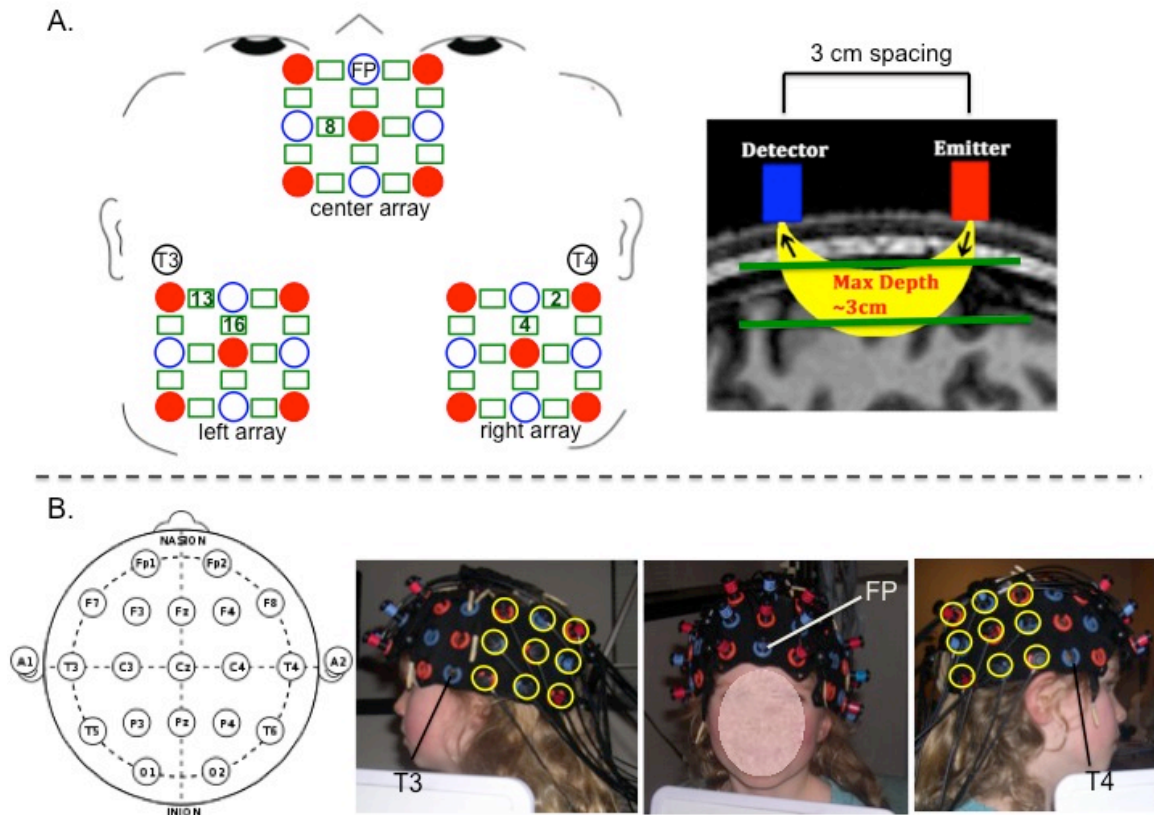 A.
FP
8
center array
T3
T4
13
16
2
4
left array
right array
3 cm spacing
Detector
Emitter
Max Depth
~3cm
B.
NASION
Fp1
Fp2
F7
F3
Fz
F4
F8
A1
T3
C3
Cz
C4
T4
A2
T5
P3
Pz
P4
T6
O1
O2
INION
T3
FP
T4